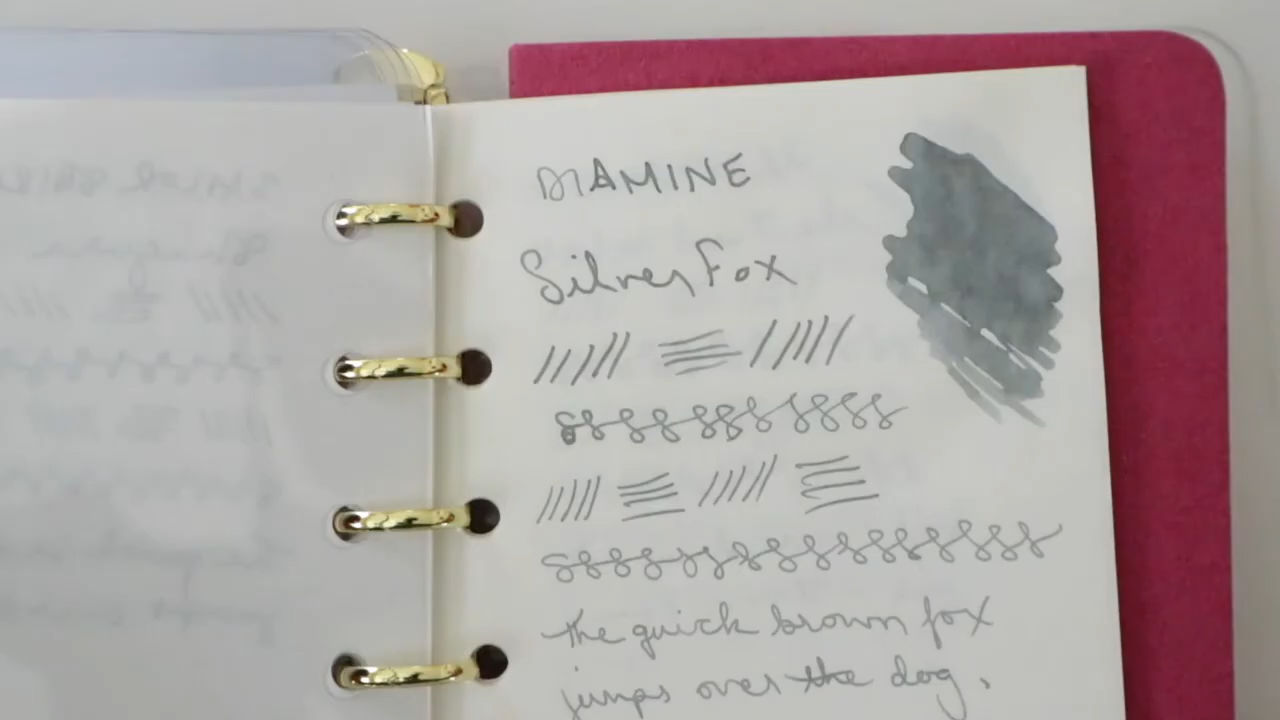 DIAMINE
Silver Fox
the quick brown fox
jumps over the dog.